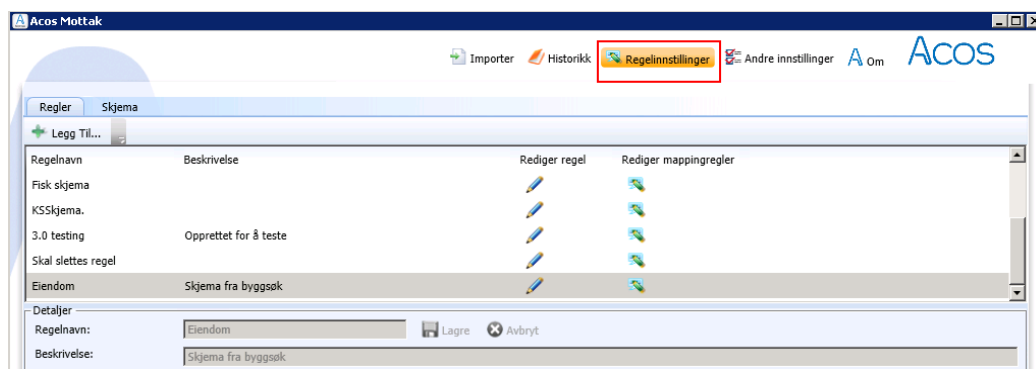 Acos Mottak
Importer Historikk Regelinnstillinger Andre innstillinger Om Acos
Regler Skjema
Legg Til...
Regelnavn Beskrivelse Rediger regel Rediger mappingregler
Fisk skjema
KSSkjema.
3.0 testing Opprettet for å teste
Skal slettes regel
Eiendom Skjema fra byggsøk
Detaljer
Regelnavn: Eiendom Lagre Avbryt
Beskrivelse: Skjema fra byggsøk